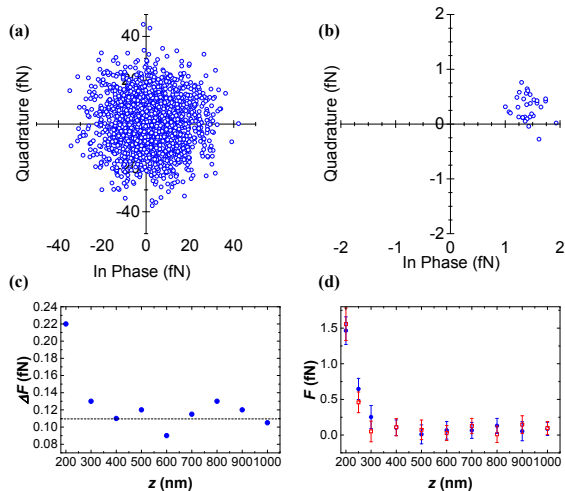 (a)
Quadrature (fN)
40
-40
-40 -20 0 20 40
In Phase (fN)
(b)
Quadrature (fN)
2
1
0
-1
-2
-2 -1 0 1 2
In Phase (fN)
(c)
ΔF (fN)
0.24
0.22
0.20
0.18
0.16
0.14
0.12
0.10
0.08
200 300 400 500 600 700 800 900 1000
z (nm)
(d)
F (fN)
1.5
1.0
0.5
0.0
200 300 400 500 600 700 800 900 1000
z (nm)